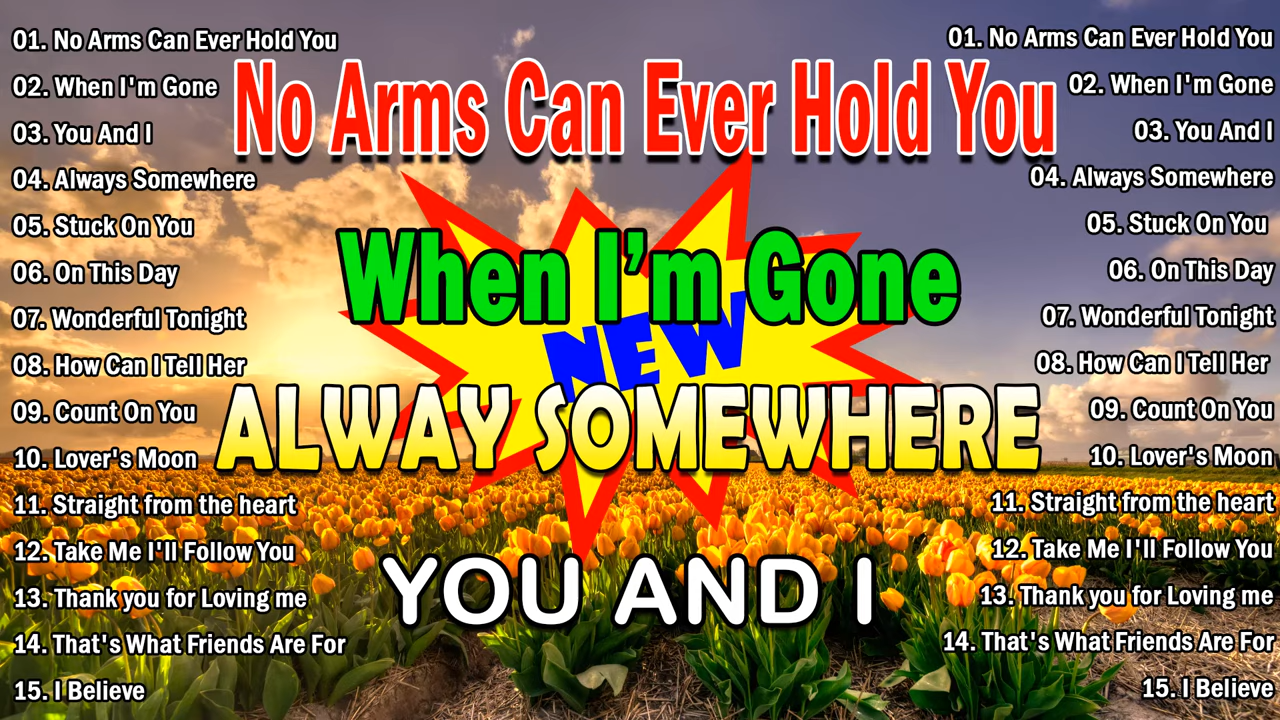 01. No Arms Can Ever Hold You
02. When I'm Gone
03. You And I
04. Always Somewhere
05. Stuck On You
06. On This Day
07. Wonderful Tonight
08. How Can I Tell Her
09. Count On You
10. Lover's Moon
11. Straight from the heart
12. Take Me I'll Follow You
13. Thank you for Loving me
14. That's What Friends Are For
15. I Believe
No Arms Can Ever Hold You
When I'm Gone
NEW
ALWAY SOMEWHERE
YOU AND I
01. No Arms Can Ever Hold You
02. When I'm Gone
03. You And I
04. Always Somewhere
05. Stuck On You
06. On This Day
07. Wonderful Tonight
08. How Can I Tell Her
09. Count On You
10. Lover's Moon
11. Straight from the heart
12. Take Me I'll Follow You
13. Thank you for Loving me
14. That's What Friends Are For
15. I Believe